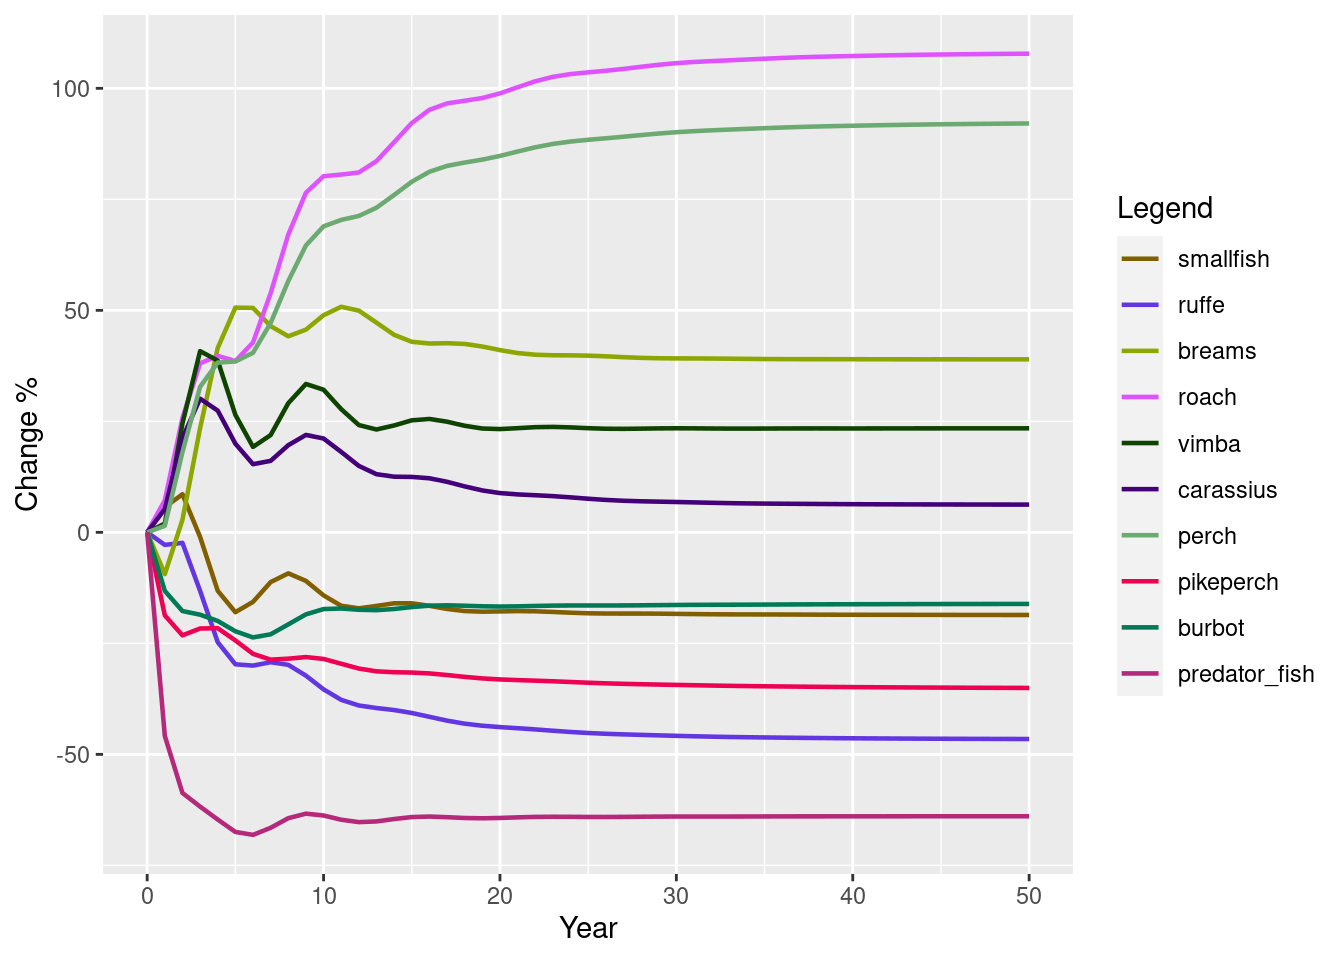 Change %
100
50
0
-50
0 10 20 30 40 50
Year
Legend
smallfish
ruffe
breams
roach
vimba
carassius
perch
pikeperch
burbot
predator_fish